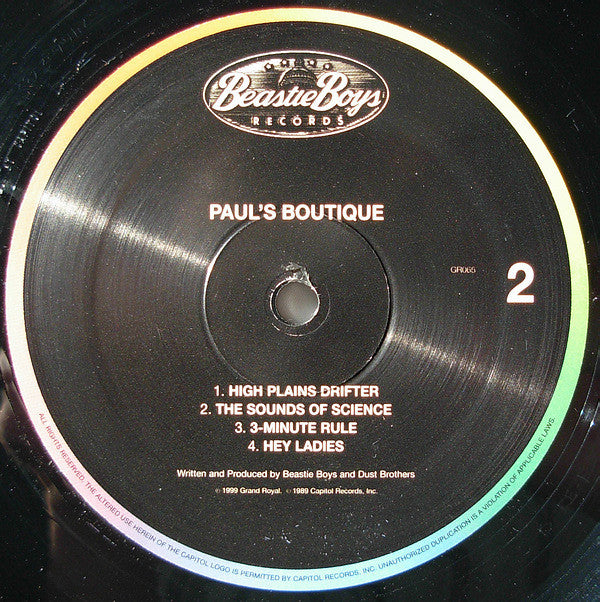 Beastie Boys
RECORDS
PAUL'S BOUTIQUE
GR065
2
1. HIGH PLAINS DRIFTER
2. THE SOUNDS OF SCIENCE
3. 3-MINUTE RULE
4. HEY LADIES
Written and Produced by Beastie Boys and Dust Brothers
℗ 1999 Grand Royal. © 1989 Capitol Records, Inc.
ALL RIGHTS RESERVED. THE ALTERED USE HEREIN OF THE CAPITOL LOGO IS PERMITTED BY CAPITOL RECORDS, INC. UNAUTHORIZED DUPLICATION IS A VIOLATION OF APPLICABLE LAWS.